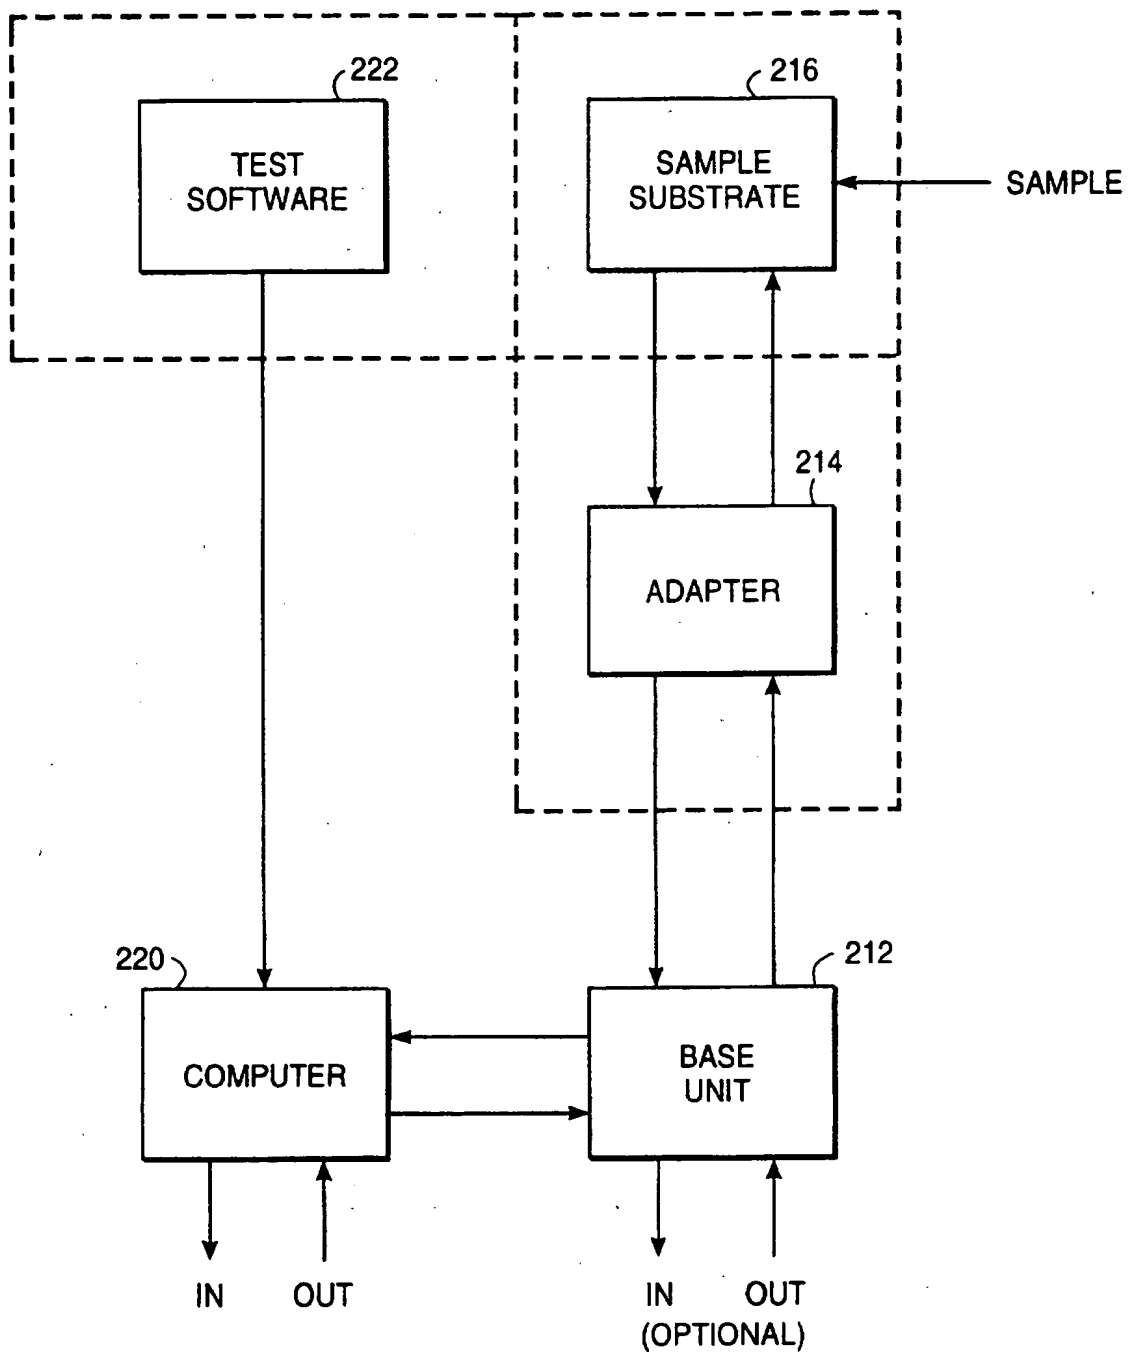 222
TEST
SOFTWARE
216
SAMPLE
SUBSTRATE
SAMPLE
214
ADAPTER
220
COMPUTER
212
BASE
UNIT
IN
OUT
IN
OUT
(OPTIONAL)